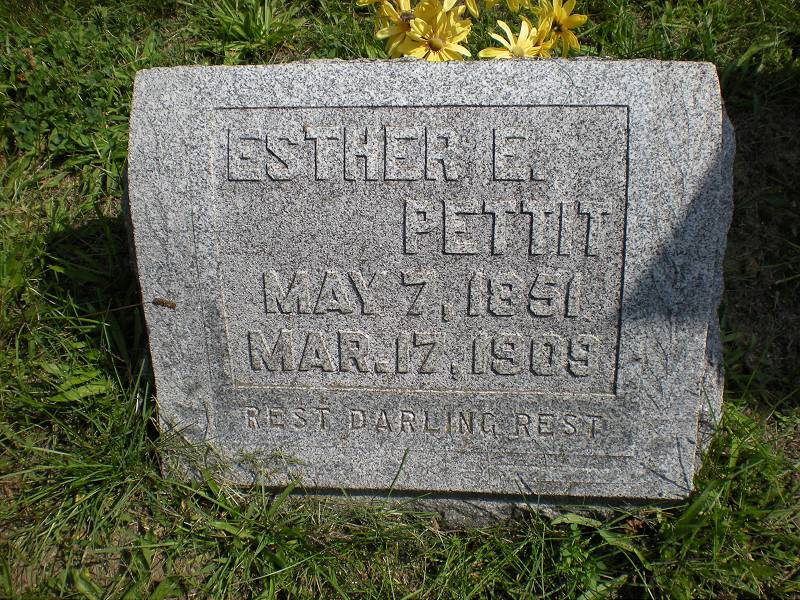 ESTHER E.
PETTIT
MAY 7, 1851
MAR. 17, 1909
REST DARLING REST